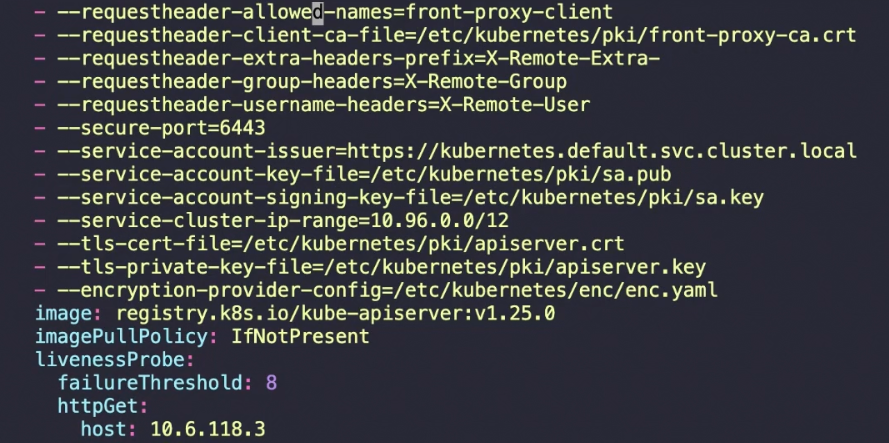 - --requestheader-allowed-names=front-proxy-client
- --requestheader-client-ca-file=/etc/kubernetes/pki/front-proxy-ca.crt
- --requestheader-extra-headers-prefix=X-Remote-Extra-
- --requestheader-group-headers=X-Remote-Group
- --requestheader-username-headers=X-Remote-User
- --secure-port=6443
- --service-account-issuer=https://kubernetes.default.svc.cluster.local
- --service-account-key-file=/etc/kubernetes/pki/sa.pub
- --service-account-signing-key-file=/etc/kubernetes/pki/sa.key
- --service-cluster-ip-range=10.96.0.0/12
- --tls-cert-file=/etc/kubernetes/pki/apiserver.crt
- --tls-private-key-file=/etc/kubernetes/pki/apiserver.key
- --encryption-provider-config=/etc/kubernetes/enc/enc.yaml
image: registry.k8s.io/kube-apiserver:v1.25.0
imagePullPolicy: IfNotPresent
livenessProbe:
  failureThreshold: 8
  httpGet:
    host: 10.6.118.3